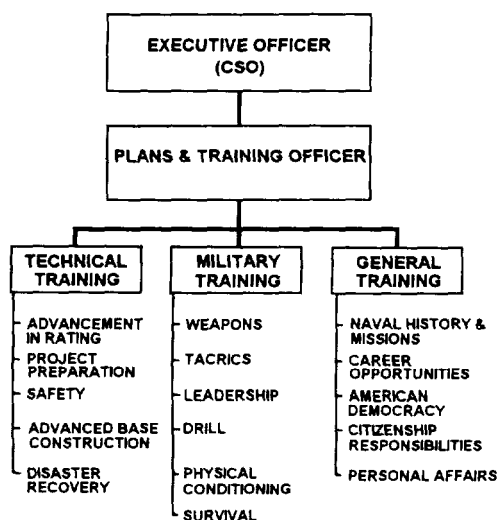 EXECUTIVE OFFICER
(CSO)
PLANS & TRAINING OFFICER
TECHNICAL
TRAINING
ADVANCEMENT
IN RATING
PROJECT
PREPARATION
SAFETY
ADVANCED BASE
CONSTRUCTION
DISASTER
RECOVERY
MILITARY
TRAINING
WEAPONS
TACRICS
LEADERSHIP
DRILL
PHYSICAL
CONDITIONING
SURVIVAL
GENERAL
TRAINING
NAVAL HISTORY &
MISSIONS
CAREER
OPPORTUNITIES
AMERICAN
DEMOCRACY
CITIZENSHIP
RESPONSIBILITIES
PERSONAL AFFAIRS